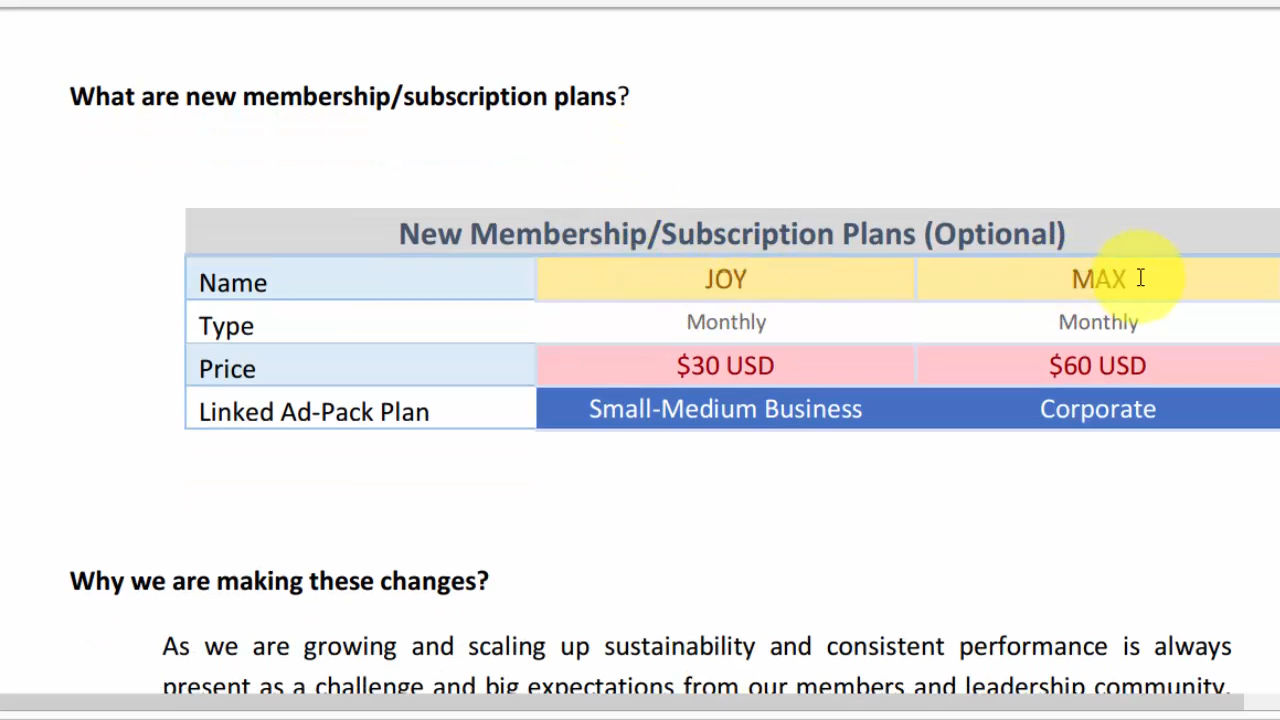 What are new membership/subscription plans?
New Membership/Subscription Plans (Optional)
Name JOY MAX
Type Monthly Monthly
Price $30 USD $60 USD
Linked Ad-Pack Plan Small-Medium Business Corporate
Why we are making these changes?
As we are growing and scaling up sustainability and consistent performance is always
present as a challenge and big expectations from our members and leadership community.